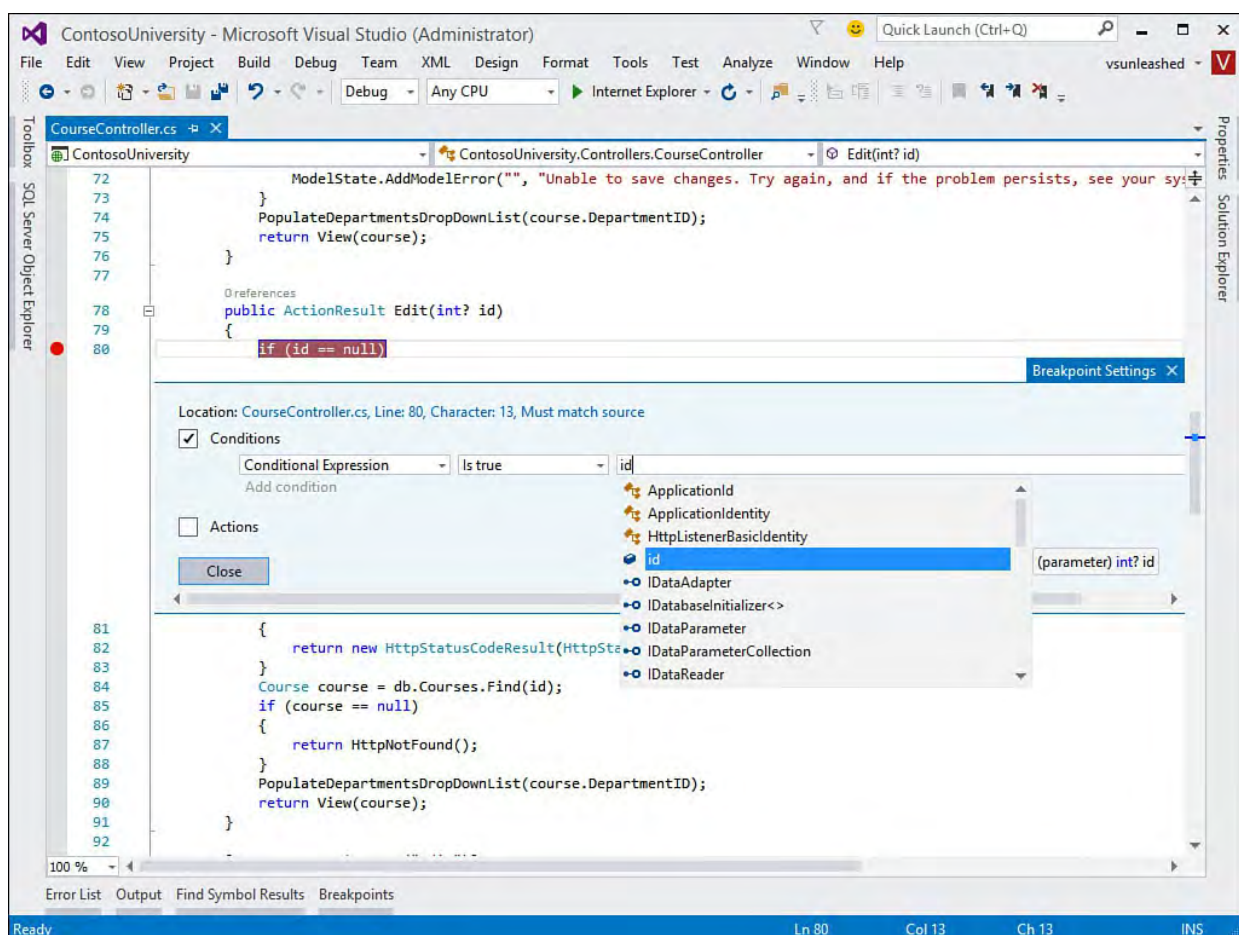 ContosoUniversity - Microsoft Visual Studio (Administrator)
Quick Launch (Ctrl+Q)
File Edit View Project Build Debug Team XML Design Format Tools Test Analyze Window Help vsunleashed V
Debug Any CPU Internet Explorer
Toolbox
SQL Server Object Explorer
Properties
Solution Explorer
CourseController.cs
ContosoUniversity ContosoUniversity.Controllers.CourseController Edit(int? id)
72 ModelState.AddModelError("", "Unable to save changes. Try again, and if the problem persists, see your sy
73 }
74 PopulateDepartmentsDropDownList(course.DepartmentID);
75 return View(course);
76 }
77
0 references
78 public ActionResult Edit(int? id)
79 {
80 if (id == null)
Breakpoint Settings
Location: CourseController.cs, Line: 80, Character: 13, Must match source
Conditions
Conditional Expression Is true id
Add condition
ApplicationId
ApplicationIdentity
HttpListenerBasicIdentity
id
(parameter) int? id
IDataAdapter
IDatabaseInitializer<>
IDataParameter
IDataParameterCollection
IDataReader
Actions
Close
81 {
82 return new HttpStatusCodeResult(HttpSta
83 }
84 Course course = db.Courses.Find(id);
85 if (course == null)
86 {
87 return HttpNotFound();
88 }
89 PopulateDepartmentsDropDownList(course.DepartmentID);
90 return View(course);
91 }
92
100 %
Error List Output Find Symbol Results Breakpoints
Ready Ln 80 Col 13 Ch 13 INS